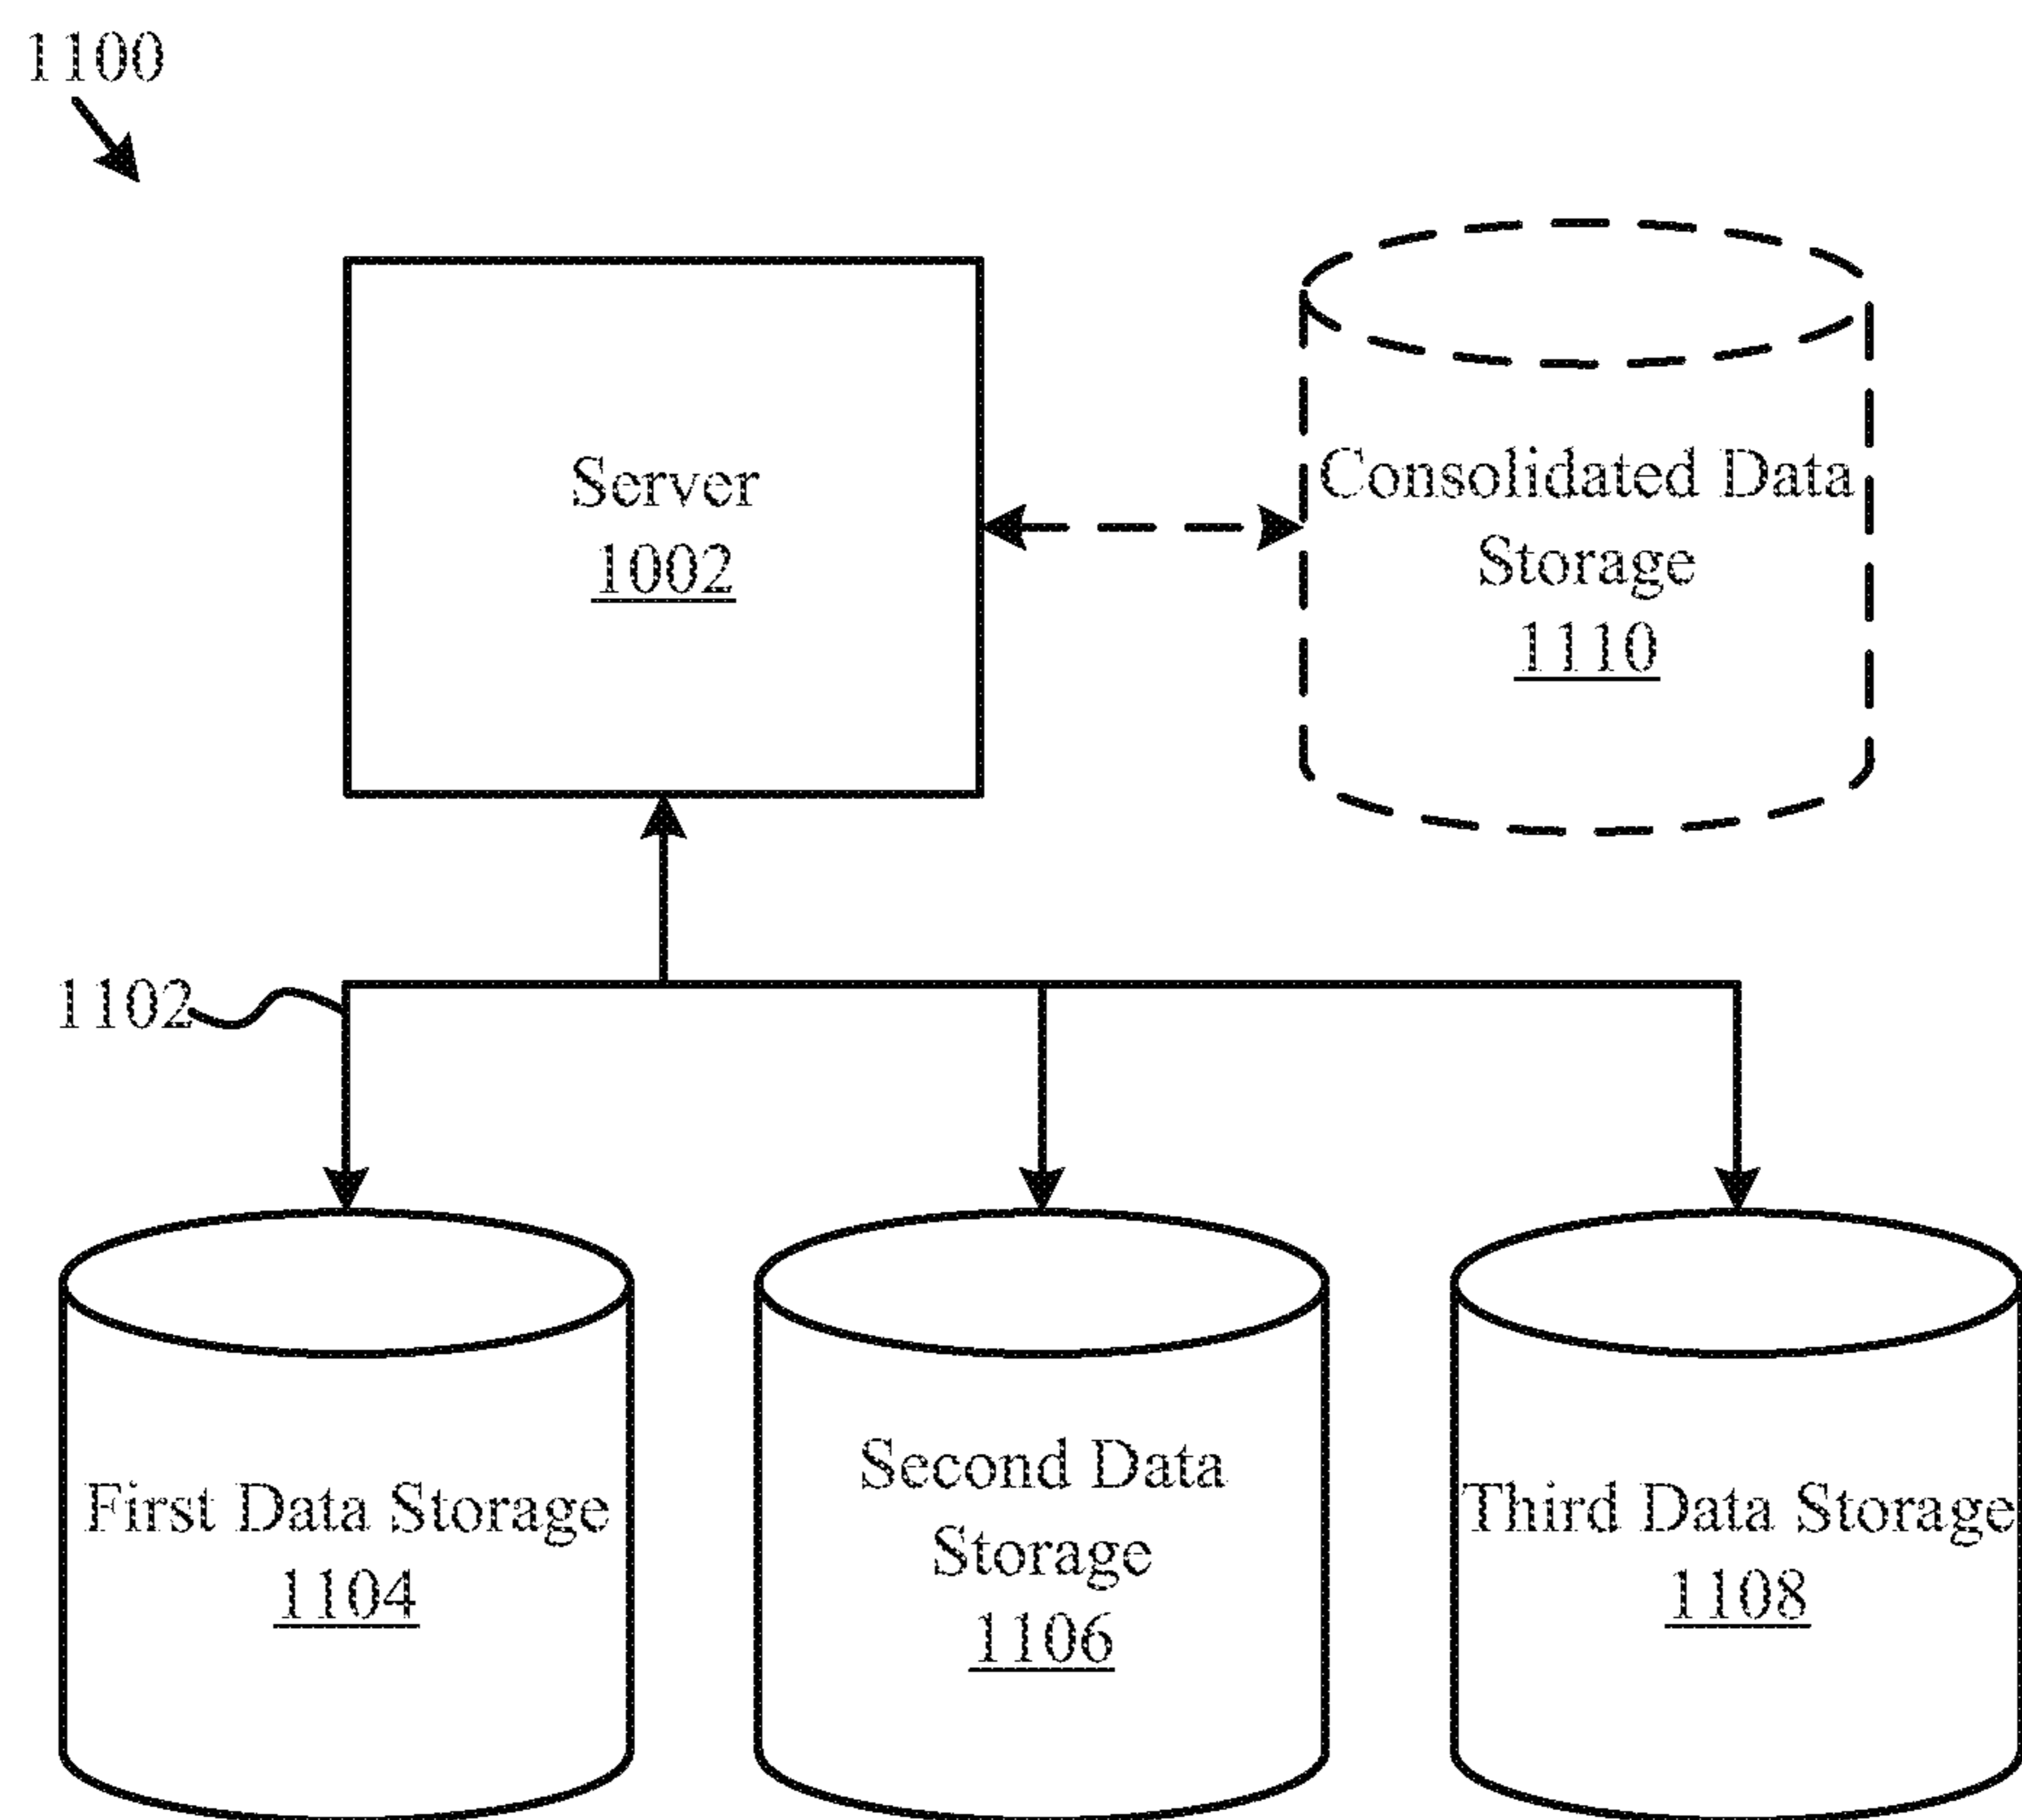 1100
Server
1002
Consolidated Data
Storage
1110
1102
First Data Storage
1104
Second Data
Storage
1106
Third Data Storage
1108